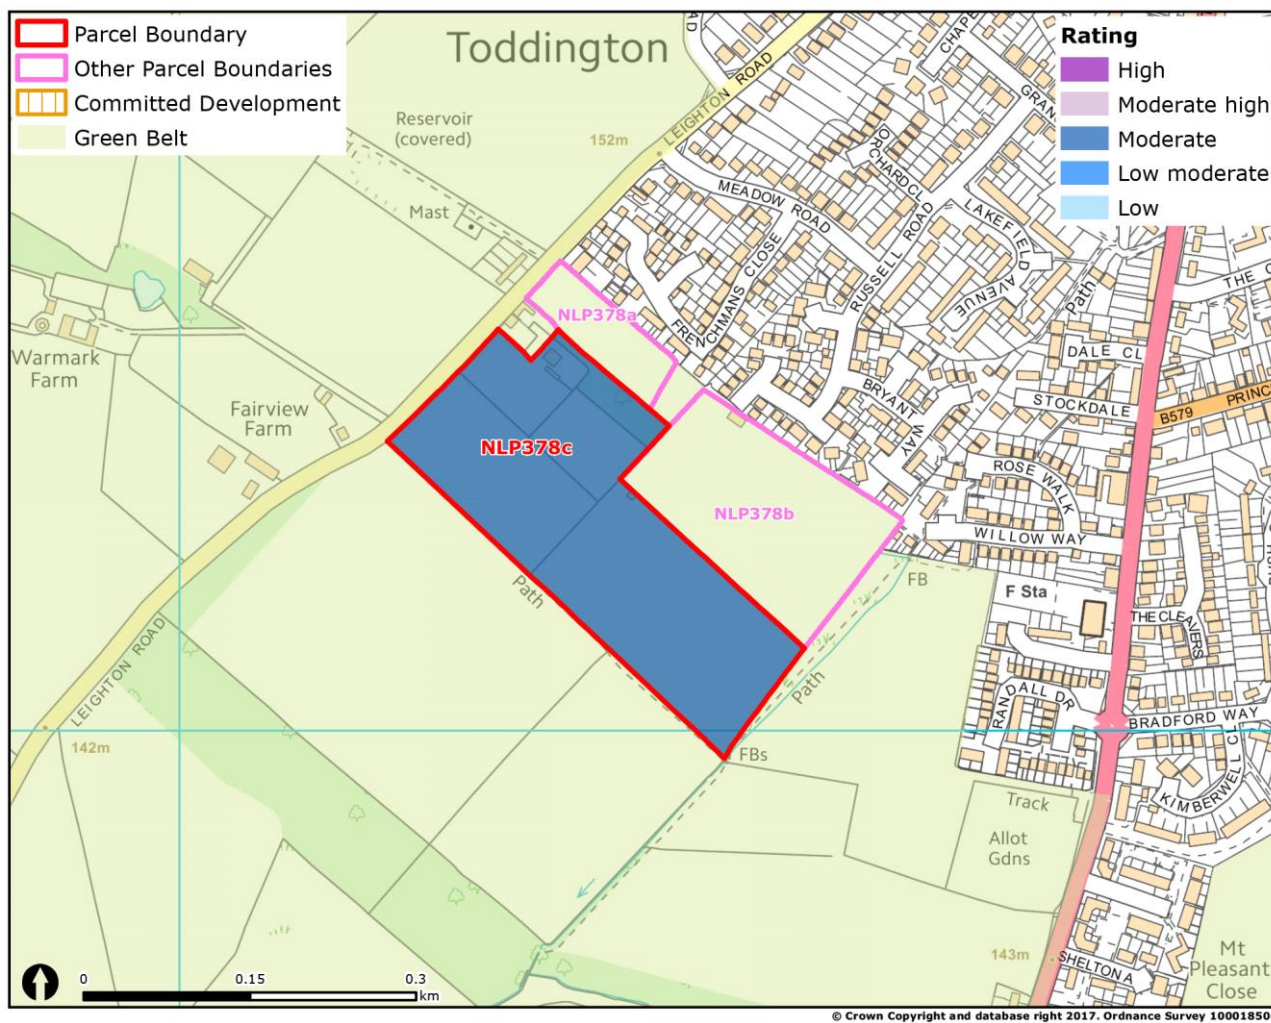 Parcel Boundary
Other Parcel Boundaries
Committed Development
Green Belt
Toddington
Rating
High
Moderate high
Moderate
Low moderate
Low
Reservoir
(covered)
152m
LEIGHTON ROAD
Mast
MEADOW ROAD
ORCHARD CL
RUSSELL ROAD
LAKEFIELD
AVENUE
Path
THE C
FRENCHMANS CLOSE
NLP378a
Warmark
Farm
Fairview
Farm
DALE CL
STOCKDALE
B579
PRINC
BRYANT
WAY
NLP378c
ROSE WALK
NLP378b
WILLOW WAY
FB
F Sta
Path
THE CLEAVERS
LEIGHTON ROAD
Path
RANDALL DR
BRADFORD WAY
142m
FBs
KIMBERWELL CL
Track
Allot
Gdns
143m
SHELTON A
Mt
Pleasant
Close
0
0.15
0.3
km
© Crown Copyright and database right 2017. Ordnance Survey 10001850